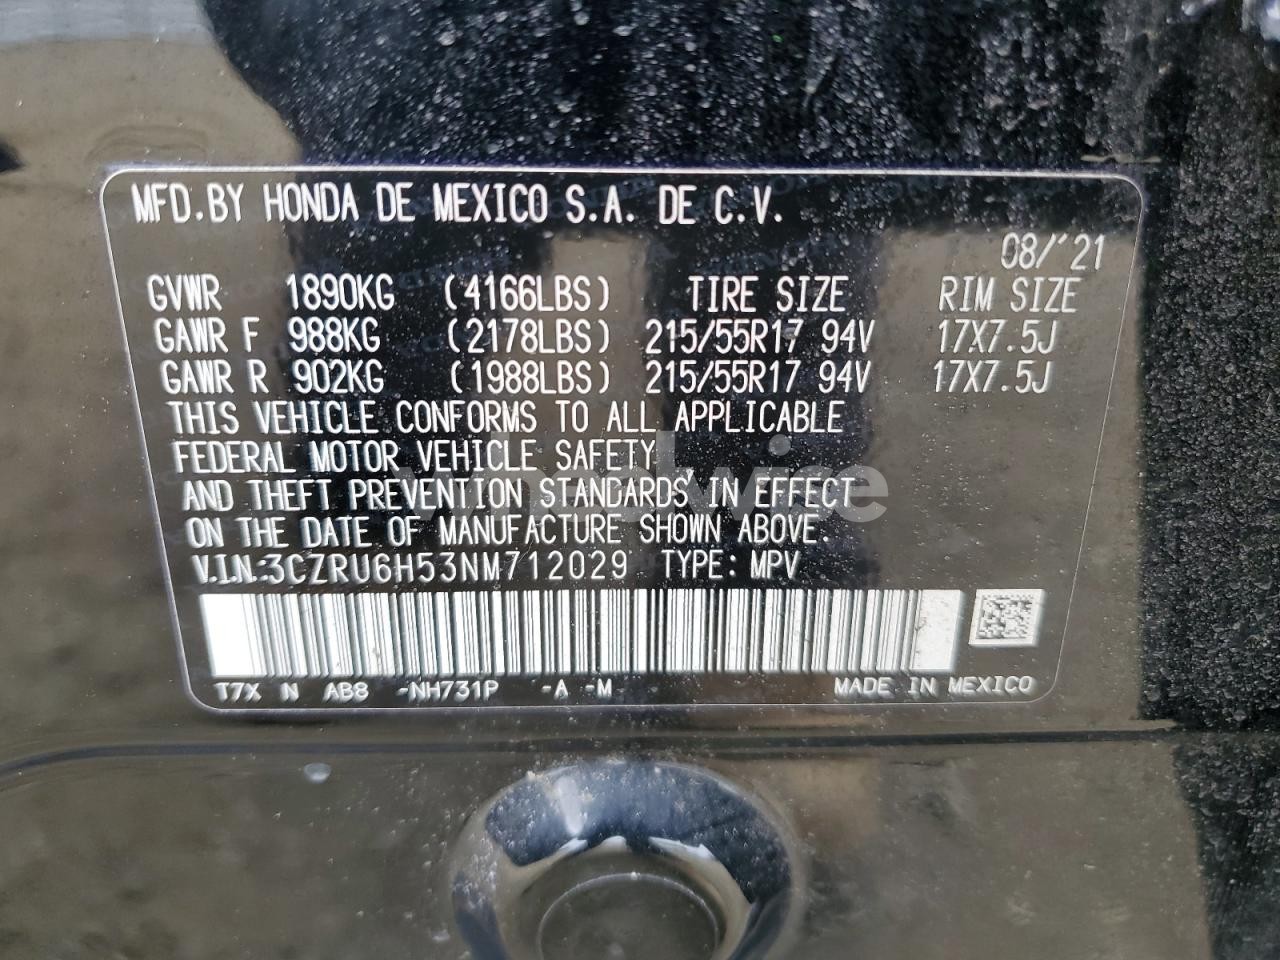 MFD.BY HONDA DE MEXICO S.A. DE C.V.
08/'21
GVWR 1890KG (4166LBS) TIRE SIZE RIM SIZE
GAWR F 988KG (2178LBS) 215/55R17 94V 17X7.5J
GAWR R 902KG (1988LBS) 215/55R17 94V 17X7.5J
THIS VEHICLE CONFORMS TO ALL APPLICABLE
FEDERAL MOTOR VEHICLE SAFETY
AND THEFT PREVENTION STANDARDS IN EFFECT
ON THE DATE OF MANUFACTURE SHOWN ABOVE.
V.I.N.:3CZRU6H53NM712029 TYPE: MPV
T7X N AB8 -NH731P -A -M MADE IN MEXICO
wheelwire